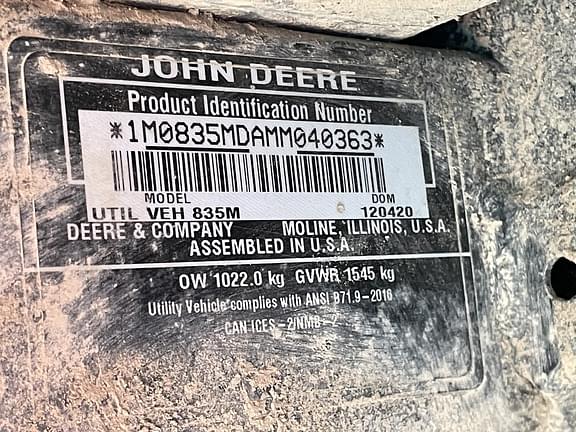 JOHN DEERE
Product Identification Number
*1M0835MDAMM040363*
MODEL DOM
UTIL VEH 835M 120420
DEERE & COMPANY MOLINE, ILLINOIS, U.S.A.
ASSEMBLED IN U.S.A.
OW 1022.0 kg GVWR 1545 kg
Utility Vehicle complies with ANSI B71.9-2016
CAN ICES-2/NMB-2